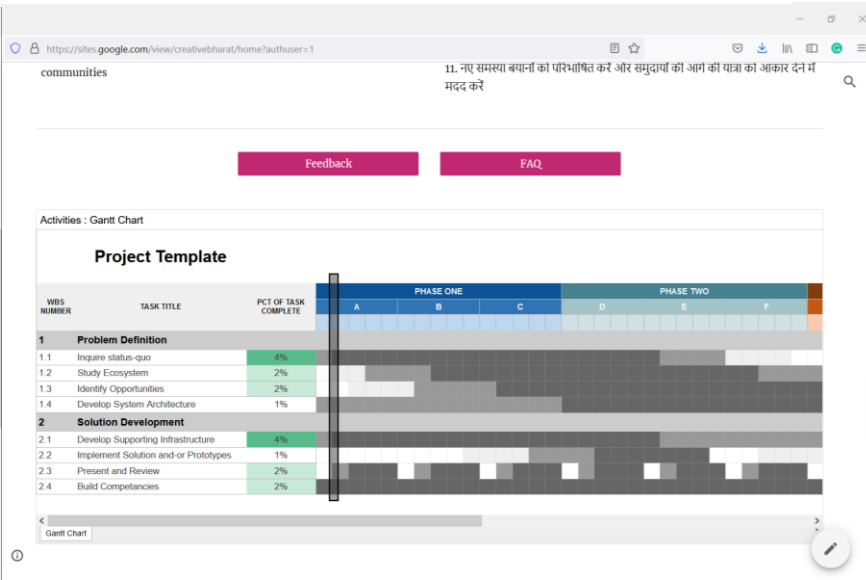 https://sites.google.com/view/creativebharat/home?authuser=1
communities
11. नए समस्या बयानों को परिभाषित करें और समुदायों की आगे की यात्रा को आकार देने में
मदद करें
Feedback FAQ
Activities : Gantt Chart
Project Template
WBS NUMBER TASK TITLE PCT OF TASK COMPLETE PHASE ONE PHASE TWO
A B C D E F
1 Problem Definition
1.1 Inquire status-quo 4%
1.2 Study Ecosystem 2%
1.3 Identify Opportunities 2%
1.4 Develop System Architecture 1%
2 Solution Development
2.1 Develop Supporting Infrastructure 4%
2.2 Implement Solution and-or Prototypes 1%
2.3 Present and Review 2%
2.4 Build Competancies 2%
Gantt Chart